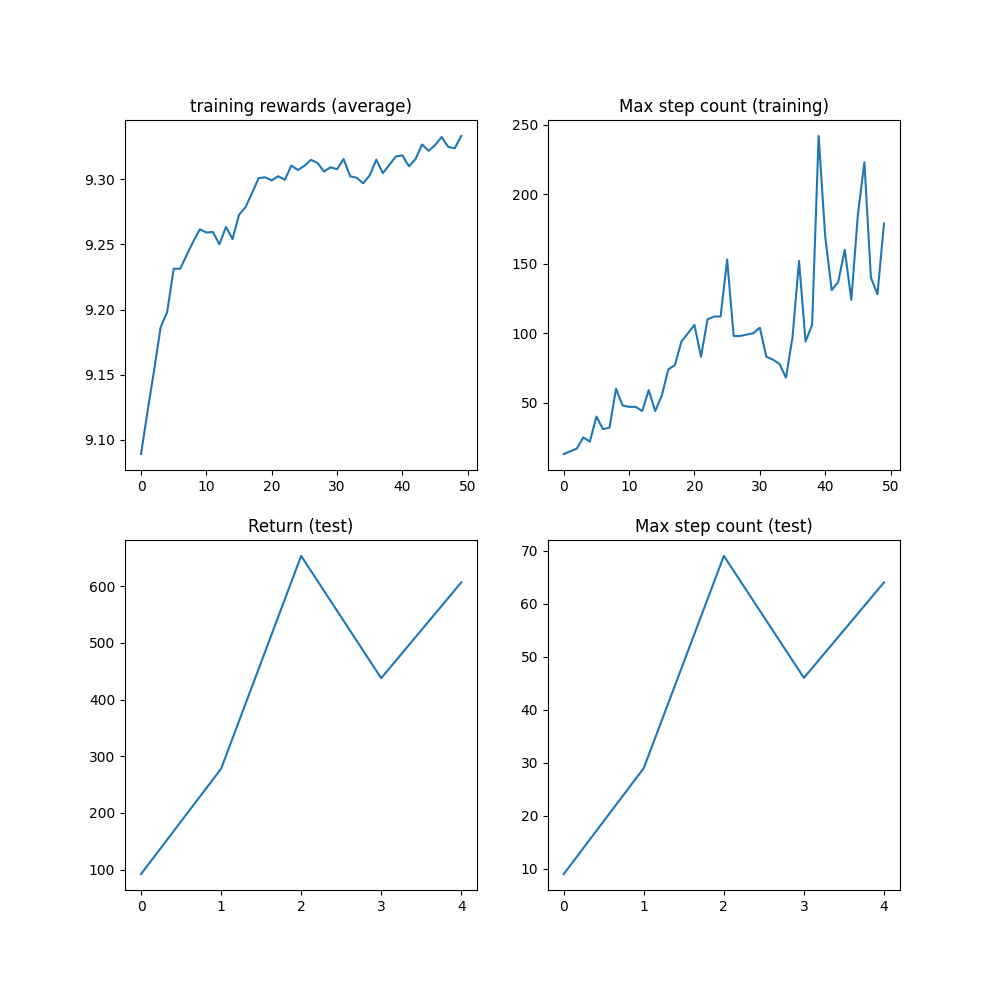 training rewards (average)
9.30
9.25
9.20
9.15
9.10
0 10 20 30 40 50
Max step count (training)
250
200
150
100
50
0 10 20 30 40 50
Return (test)
600
500
400
300
200
100
0 1 2 3 4
Max step count (test)
70
60
50
40
30
20
10
0 1 2 3 4